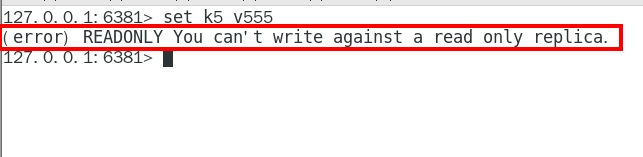 127.0.0.1:6381> set k5 v555
(error) READONLY You can't write against a read only replica.
127.0.0.1:6381>